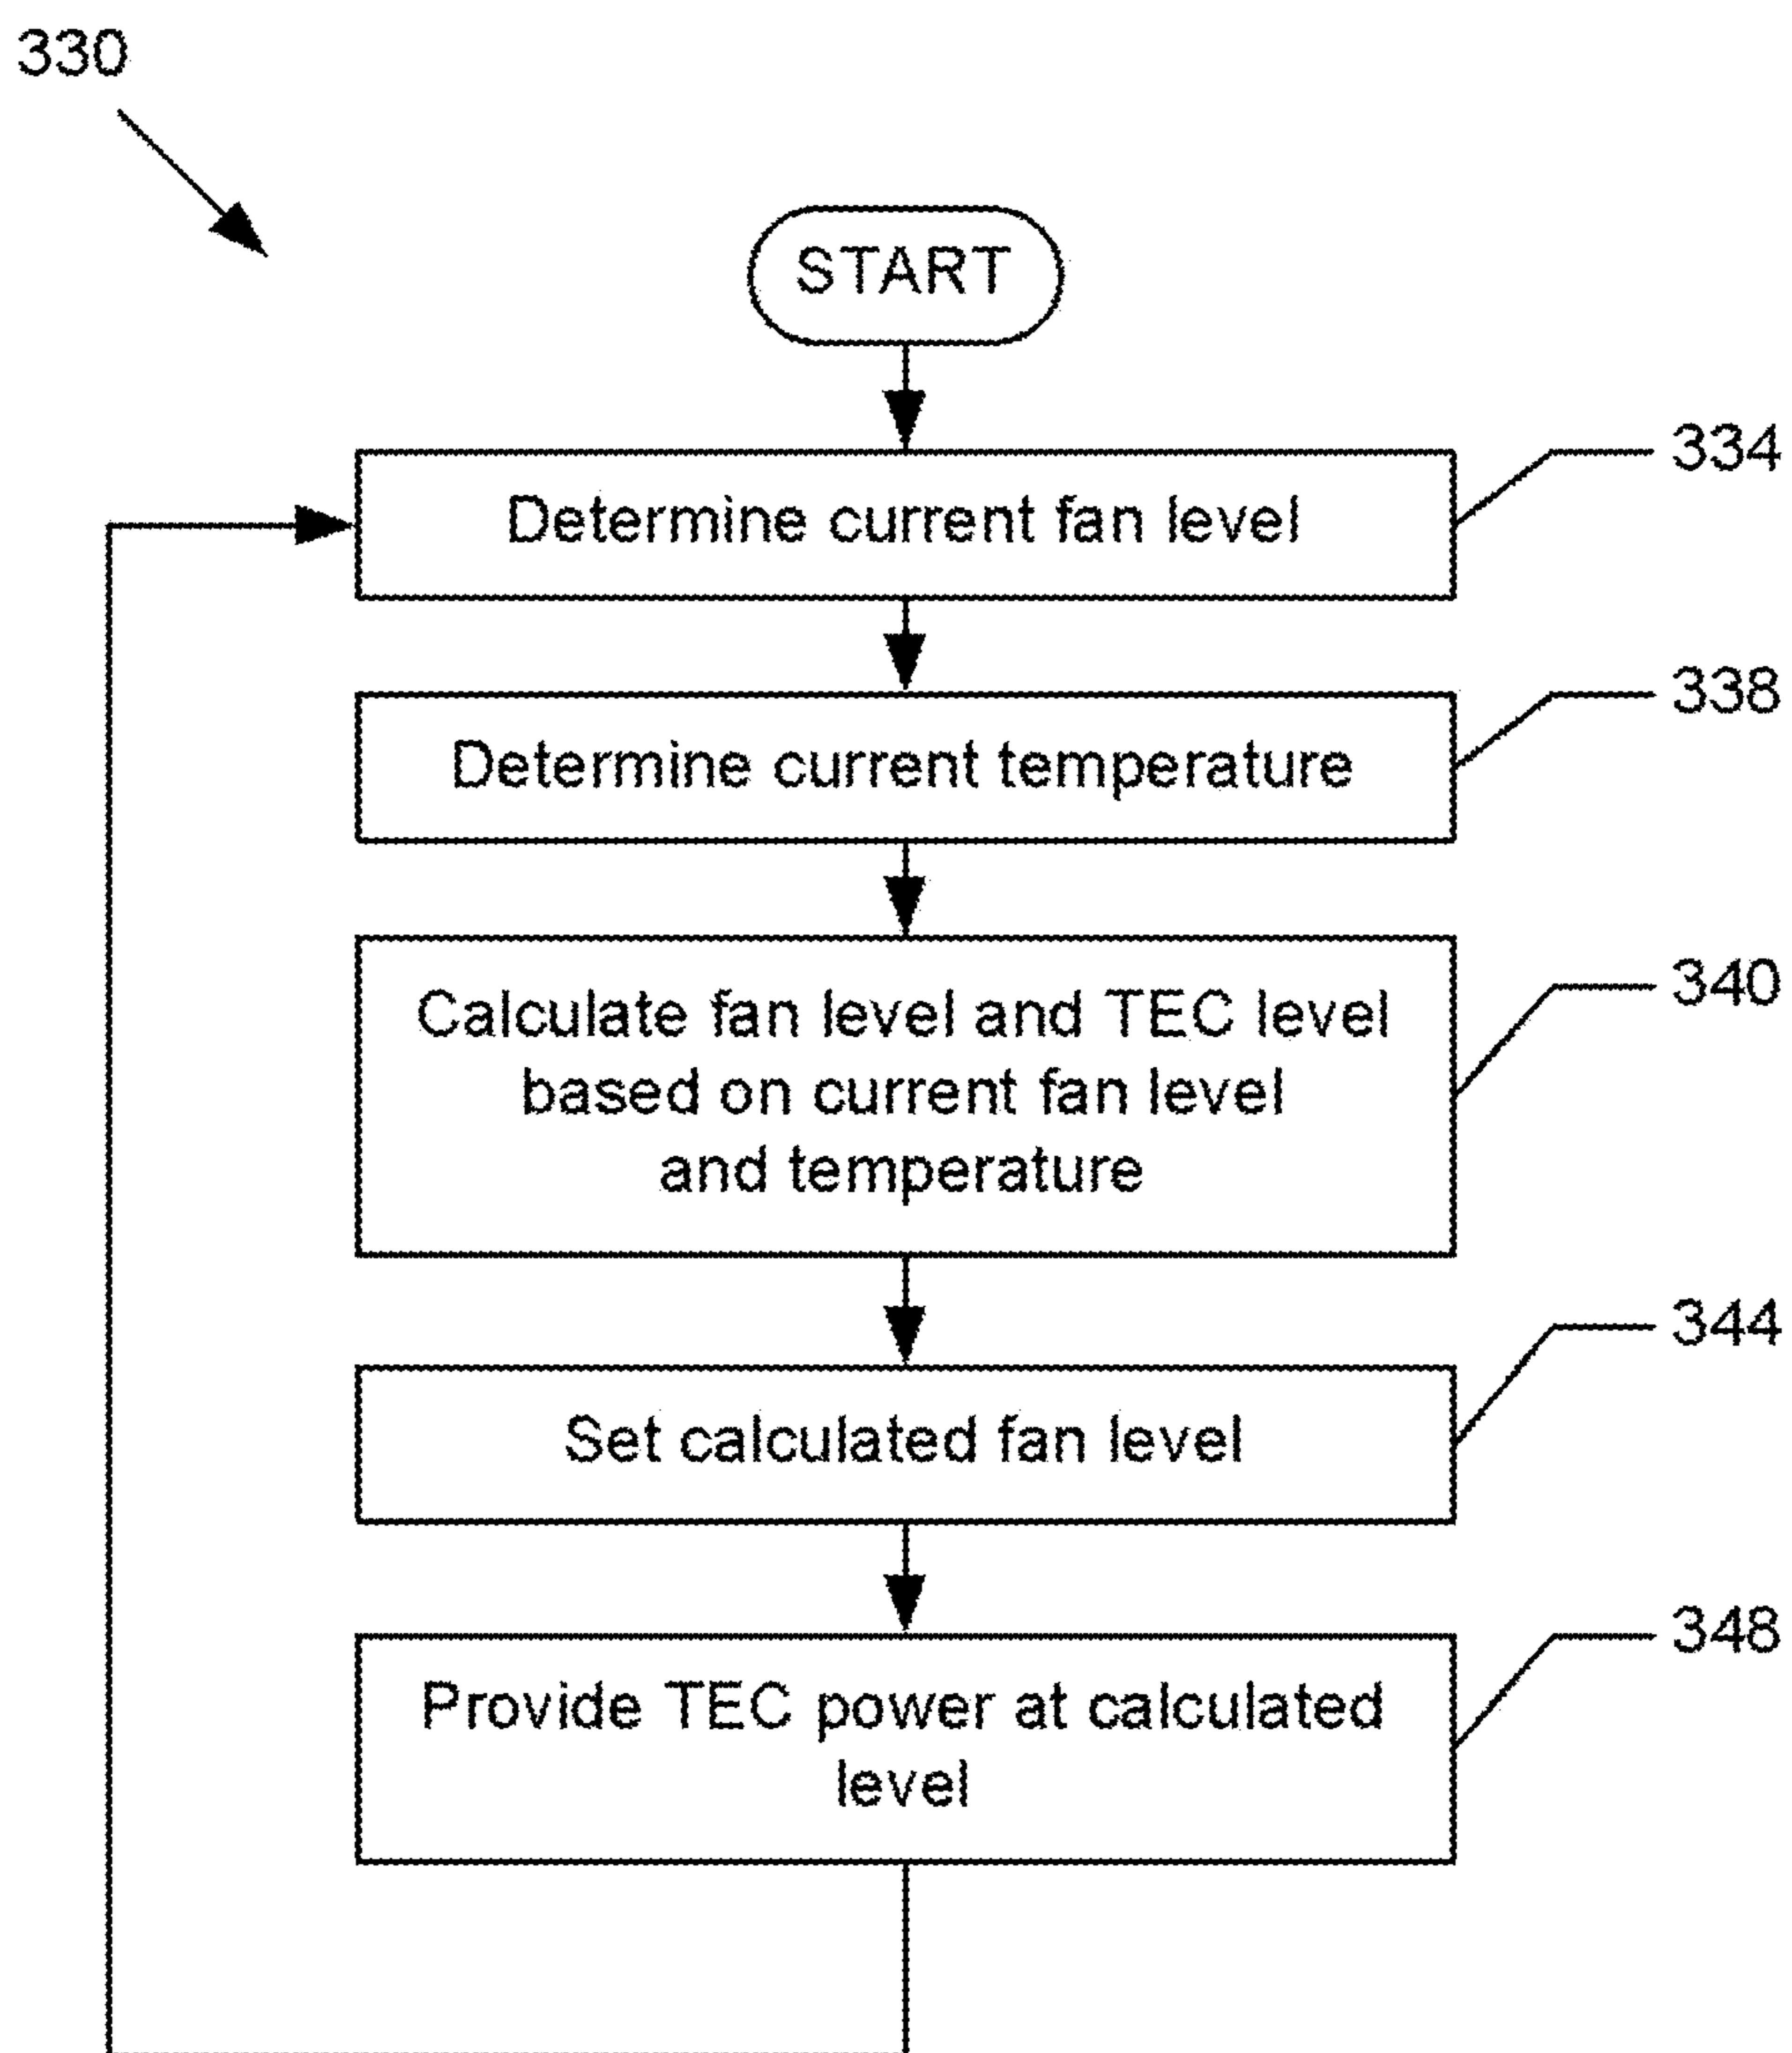 330
START
334
Determine current fan level
338
Determine current temperature
340
Calculate fan level and TEC level
based on current fan level
and temperature
344
Set calculated fan level
348
Provide TEC power at calculated
level